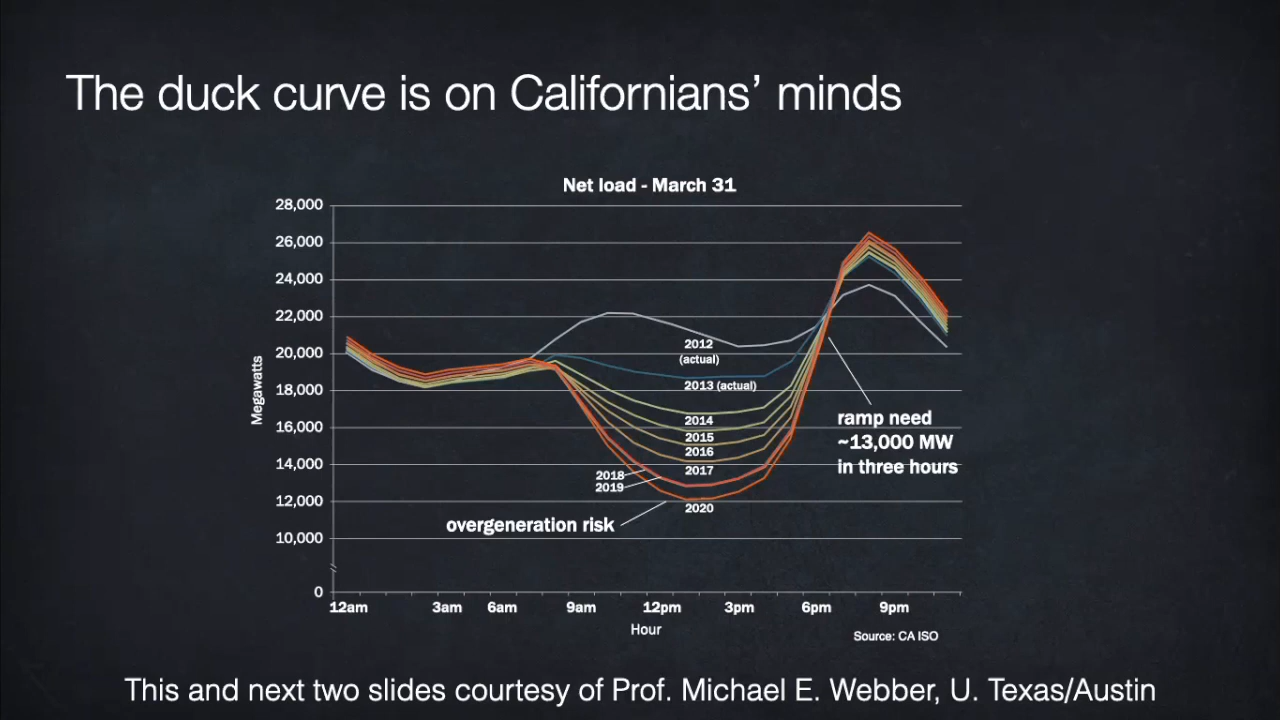 The duck curve is on Californians’ minds
Net load - March 31
28,000
26,000
24,000
22,000
20,000
18,000
16,000
14,000
12,000
10,000
0
Megawatts
2012
(actual)
2013 (actual)
2014
2015
2016
2017
2018
2019
2020
ramp need
~13,000 MW
in three hours
overgeneration risk
12am 3am 6am 9am 12pm 3pm 6pm 9pm
Hour
Source: CA ISO
This and next two slides courtesy of Prof. Michael E. Webber, U. Texas/Austin